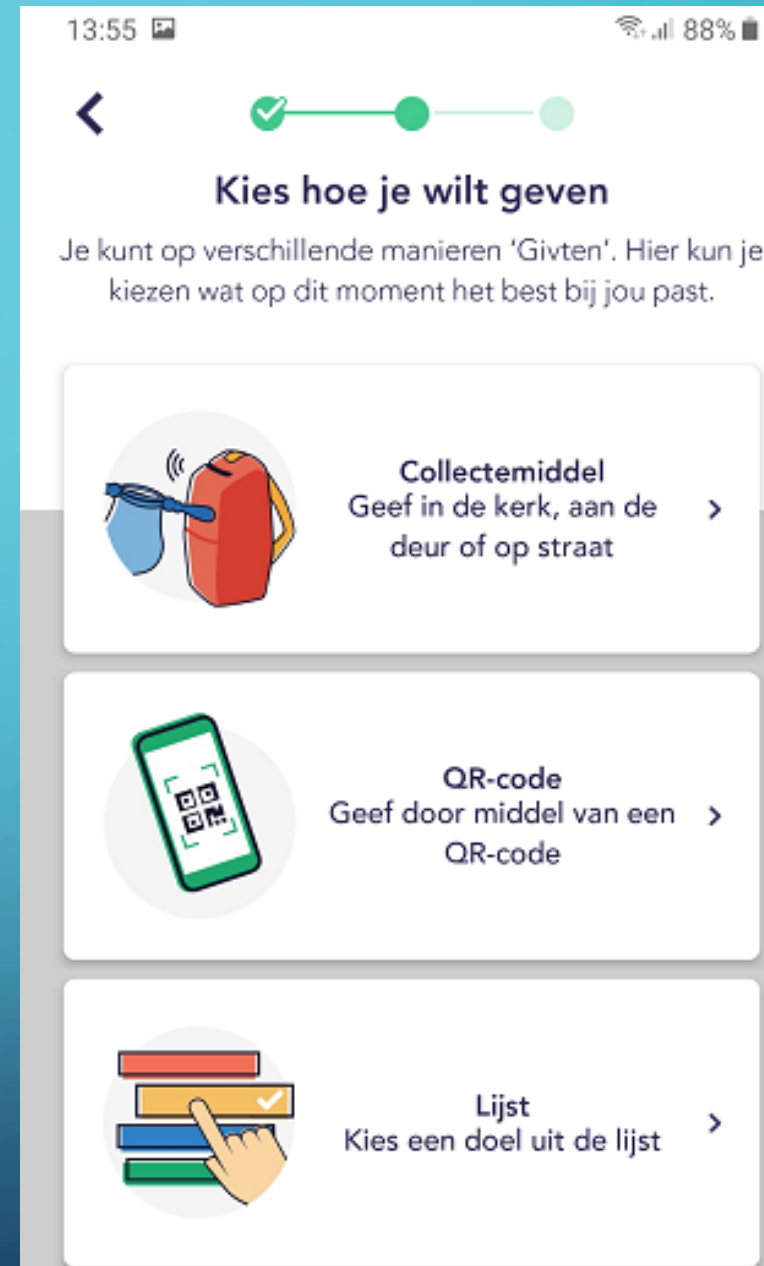 13:55 88%
Kies hoe je wilt geven
Je kunt op verschillende manieren ‘Givten’. Hier kun je
kiezen wat op dit moment het best bij jou past.
Collectemiddel
Geef in de kerk, aan de
deur of op straat
QR-code
Geef door middel van een
QR-code
Lijst
Kies een doel uit de lijst